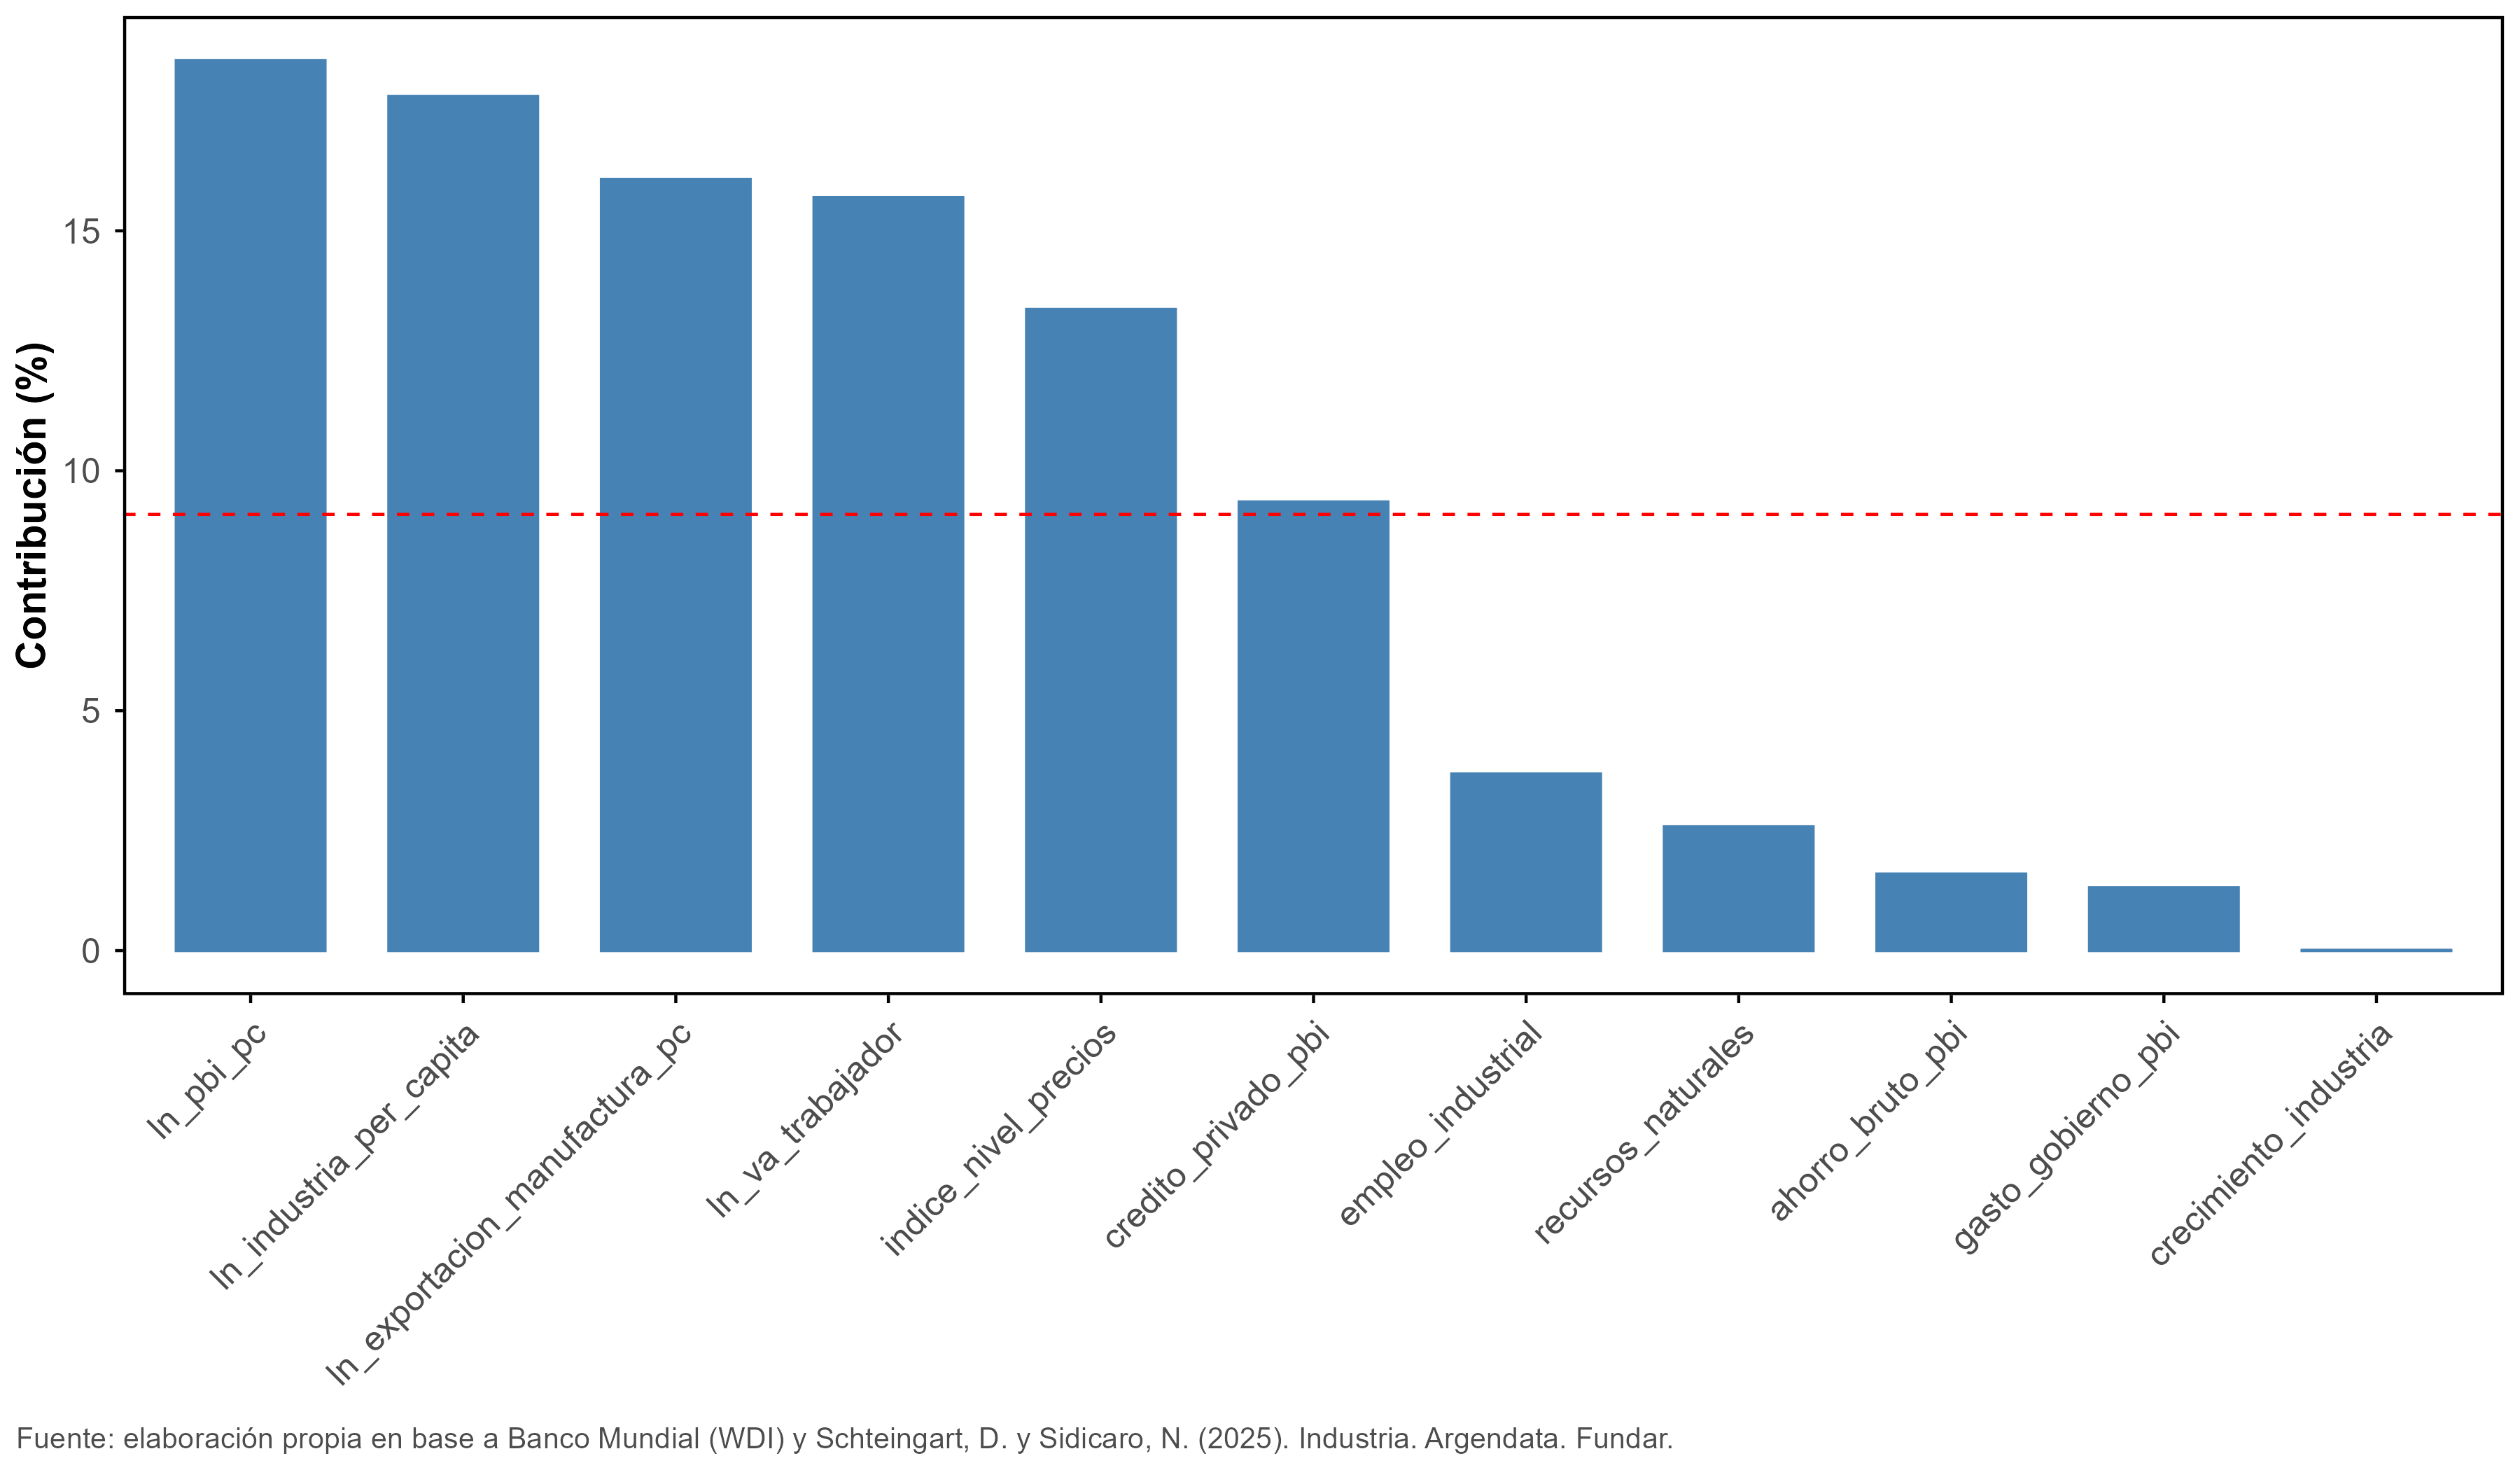 Contribución (%)
15
10
5
0
ln_pbi_pc
ln_industria_per_capita
ln_exportacion_manufactura_pc
ln_va_trabajador
indice_nivel_precios
credito_privado_pbi
empleo_industrial
recursos_naturales
ahorro_bruto_pbi
gasto_gobierno_pbi
crecimiento_industria
Fuente: elaboración propia en base a Banco Mundial (WDI) y Schteingart, D. y Sidicaro, N. (2025). Industria. Argendata. Fundar.